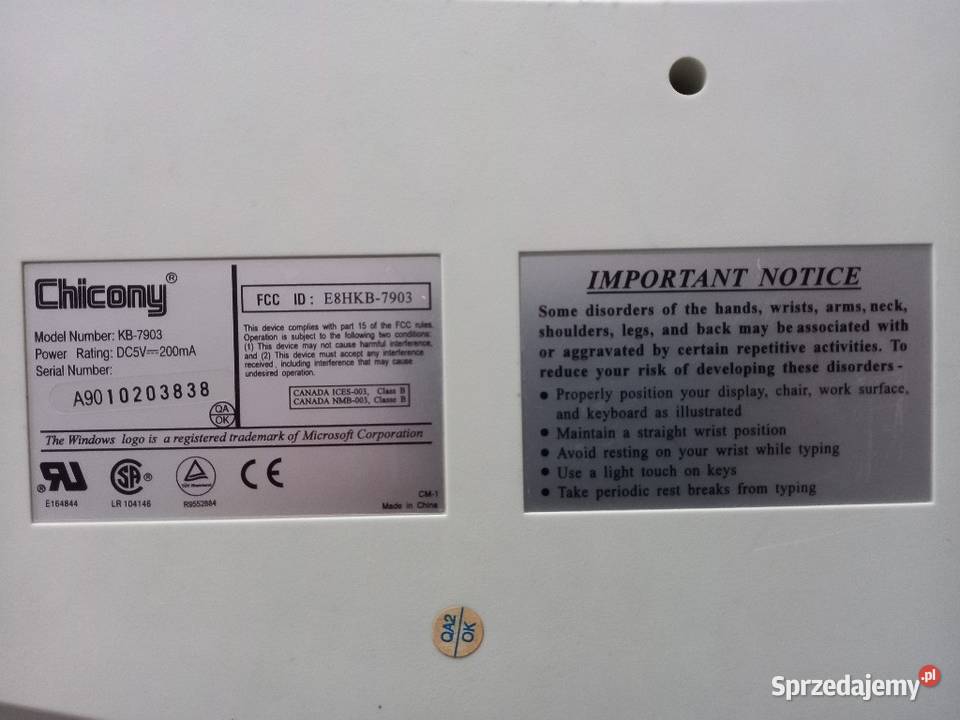 Chicony®
Model Number: KB-7903
Power Rating: DC5V⎓200mA
Serial Number:
A9010203838
QA
OK
FCC ID: E8HKB-7903
This device complies with part 15 of the FCC rules.
Operation is subject to the following two conditions:
(1) This device may not cause harmful interference,
and (2) This device must accept any interference
received, including interference that may cause
undesired operation.
CANADA ICES-003, Class B
CANADA NMB-003, Classe B
The Windows logo is a registered trademark of Microsoft Corporation
RU®
E164844
SA®
LR 104146
TÜV Rheinland
R9552884
CE
CM-1
Made in China
IMPORTANT NOTICE
Some disorders of the hands, wrists, arms, neck,
shoulders, legs, and back may be associated with
or aggravated by certain repetitive activities. To
reduce your risk of developing these disorders-
● Properly position your display, chair, work surface,
and keyboard as illustrated
● Maintain a straight wrist position
● Avoid resting on your wrist while typing
● Use a light touch on keys
● Take periodic rest breaks from typing
QA2
OK
Sprzedajemy.pl